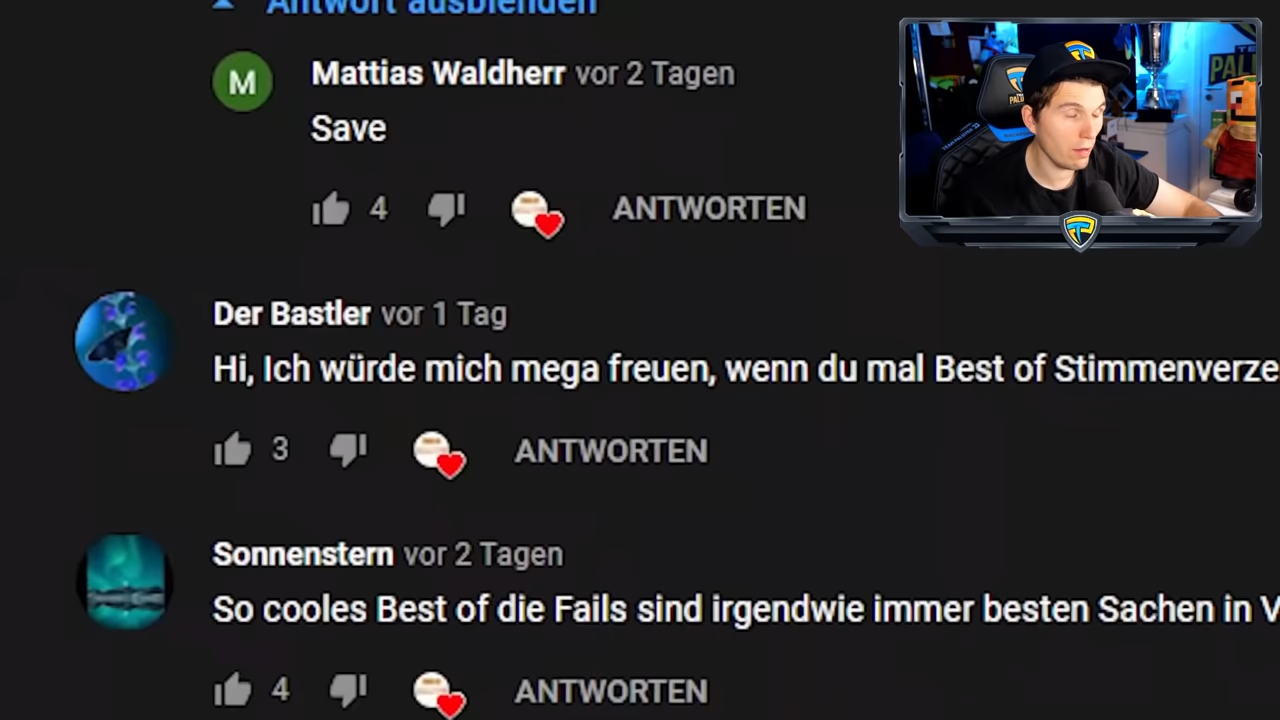 Antwort ausblenden
M
Mattias Waldherr vor 2 Tagen
Save
4
ANTWORTEN
Der Bastler vor 1 Tag
Hi, Ich würde mich mega freuen, wenn du mal Best of Stimmenverze
3
ANTWORTEN
Sonnenstern vor 2 Tagen
So cooles Best of die Fails sind irgendwie immer besten Sachen in V
4
ANTWORTEN